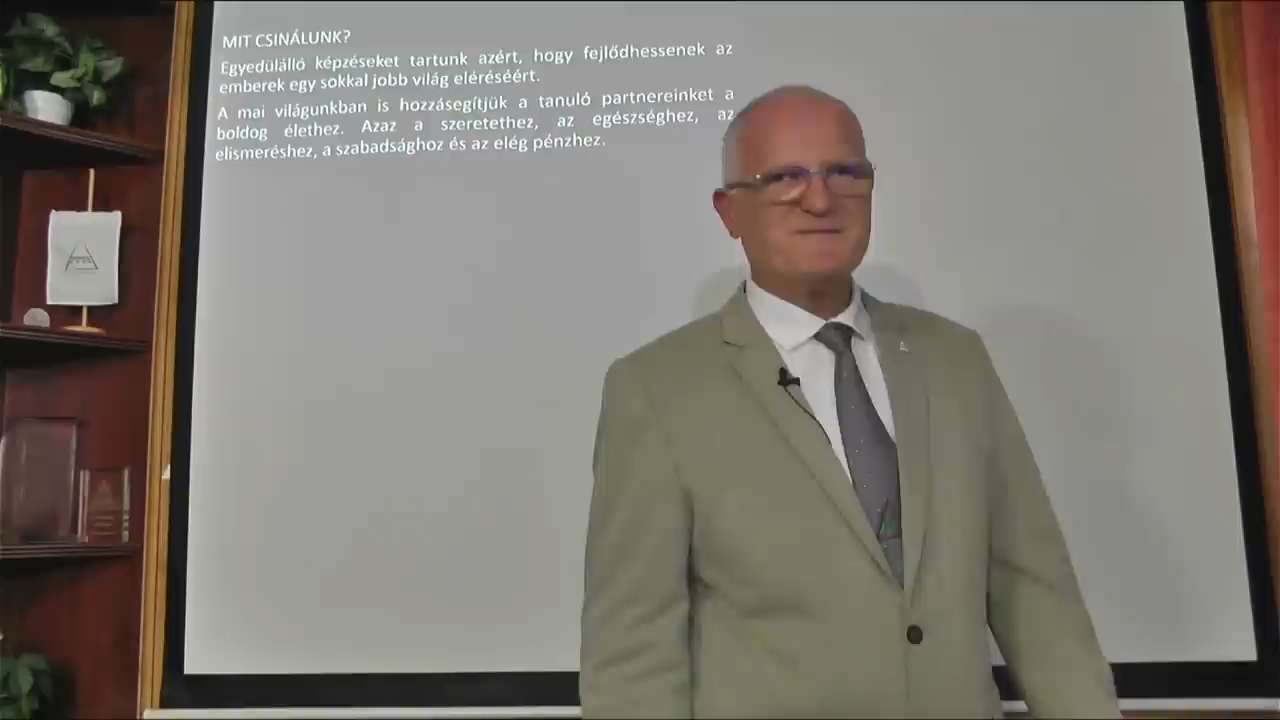 MIT CSINÁLUNK?
Egyedülálló képzéseket tartunk azért, hogy fejlődhessenek az
emberek egy sokkal jobb világ eléréséért.
A mai világunkban is hozzásegítjük a tanuló partnereinket a
boldog élethez. Azaz a szeretethez, az egészséghez, az
elismeréshez, a szabadsághoz és az elég pénzhez.